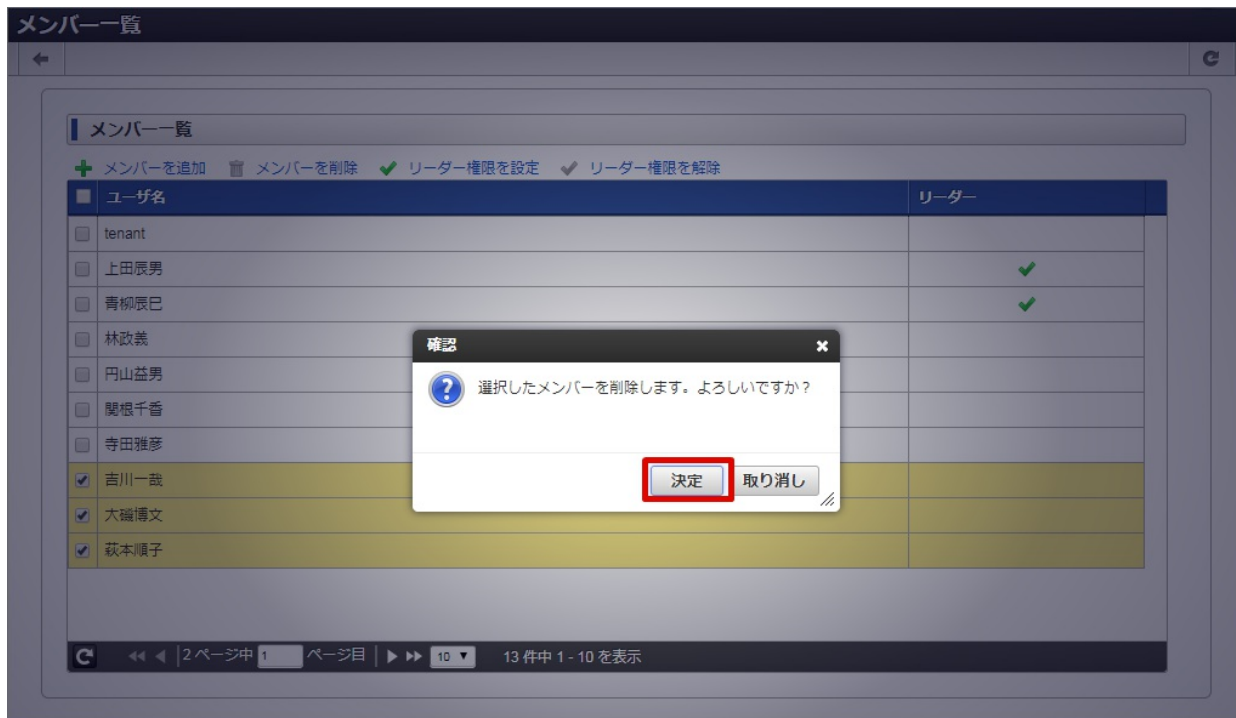 メンバー一覧
メンバー一覧
メンバーを追加 メンバーを削除 リーダー権限を設定 リーダー権限を解除
ユーザ名 リーダー
tenant
上田辰男
青柳辰巳
林政義
円山益男
関根千香
寺田雅彦
吉川一哉
大磯博文
萩本順子
確認
選択したメンバーを削除します。よろしいですか？
決定 取り消し
2 ページ中 1 ページ目 10 13 件中 1 - 10 を表示